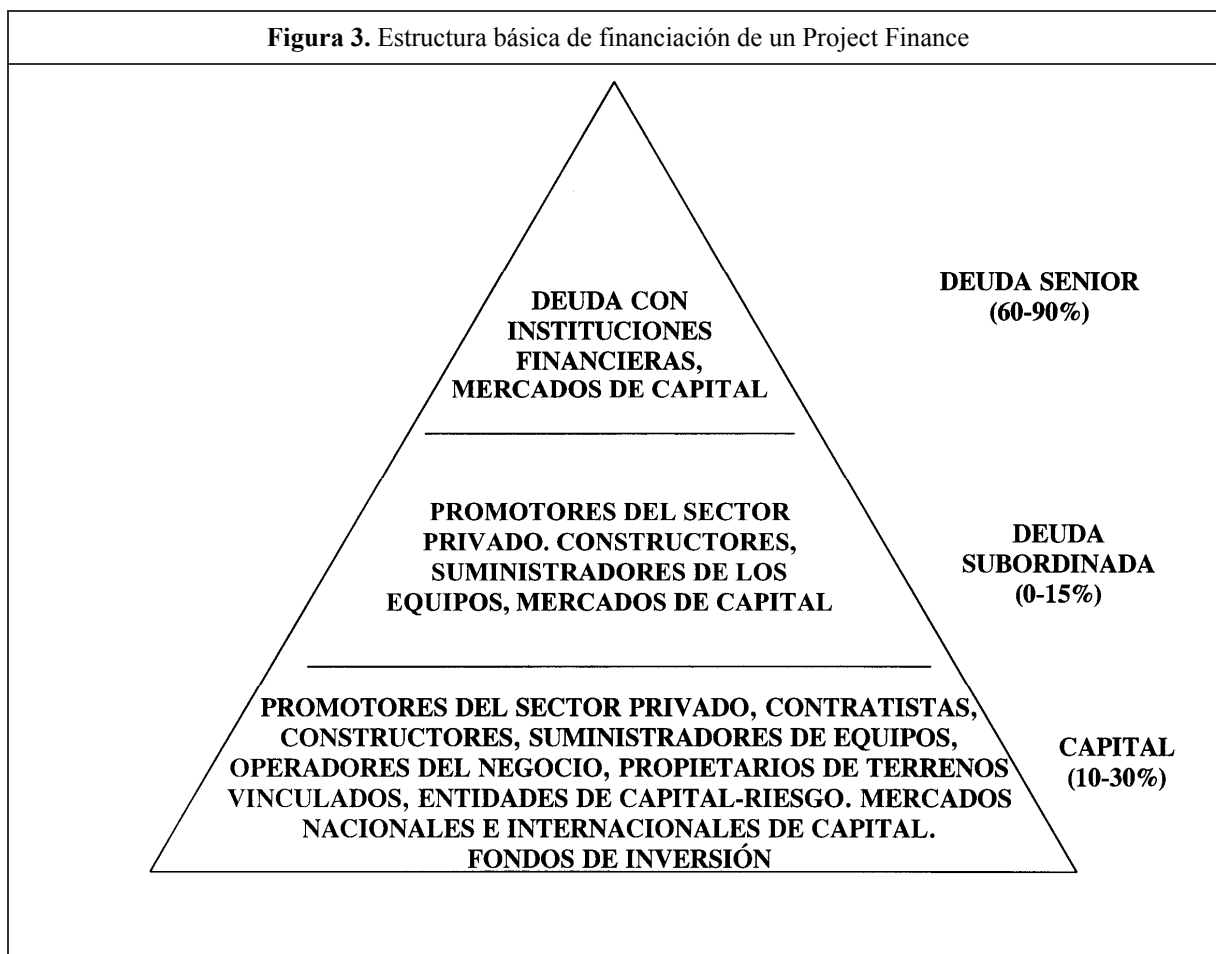 Figura 3. Estructura básica de financiación de un Project Finance
DEUDA CON
INSTITUCIONES
FINANCIERAS,
MERCADOS DE CAPITAL
DEUDA SENIOR
(60-90%)
PROMOTORES DEL SECTOR
PRIVADO. CONSTRUCTORES,
SUMINISTRADORES DE LOS
EQUIPOS, MERCADOS DE CAPITAL
DEUDA
SUBORDINADA
(0-15%)
PROMOTORES DEL SECTOR PRIVADO, CONTRATISTAS,
CONSTRUCTORES, SUMINISTRADORES DE EQUIPOS,
OPERADORES DEL NEGOCIO, PROPIETARIOS DE TERRENOS
VINCULADOS, ENTIDADES DE CAPITAL-RIESGO. MERCADOS
NACIONALES E INTERNACIONALES DE CAPITAL.
FONDOS DE INVERSIÓN
CAPITAL
(10-30%)